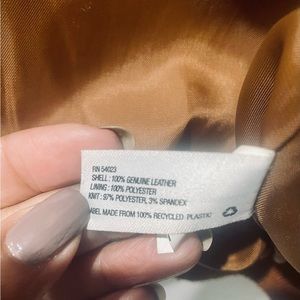 RN 54023
SHELL : 100% GENUINE LEATHER
LINING : 100% POLYESTER
KNIT : 97% POLYESTER, 3% SPANDEX
LABEL MADE FROM 100% RECYCLED PLASTIC